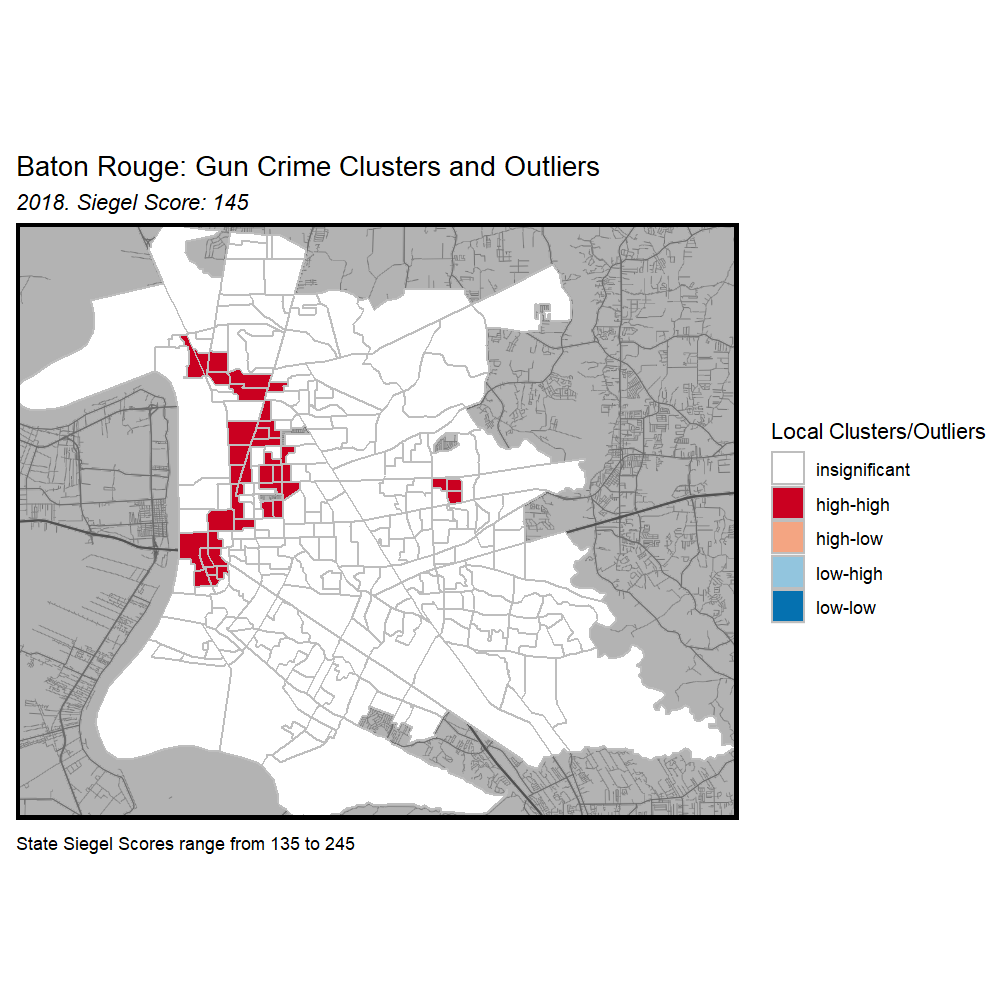 Baton Rouge: Gun Crime Clusters and Outliers
2018. Siegel Score: 145
Local Clusters/Outliers
insignificant
high-high
high-low
low-high
low-low
State Siegel Scores range from 135 to 245